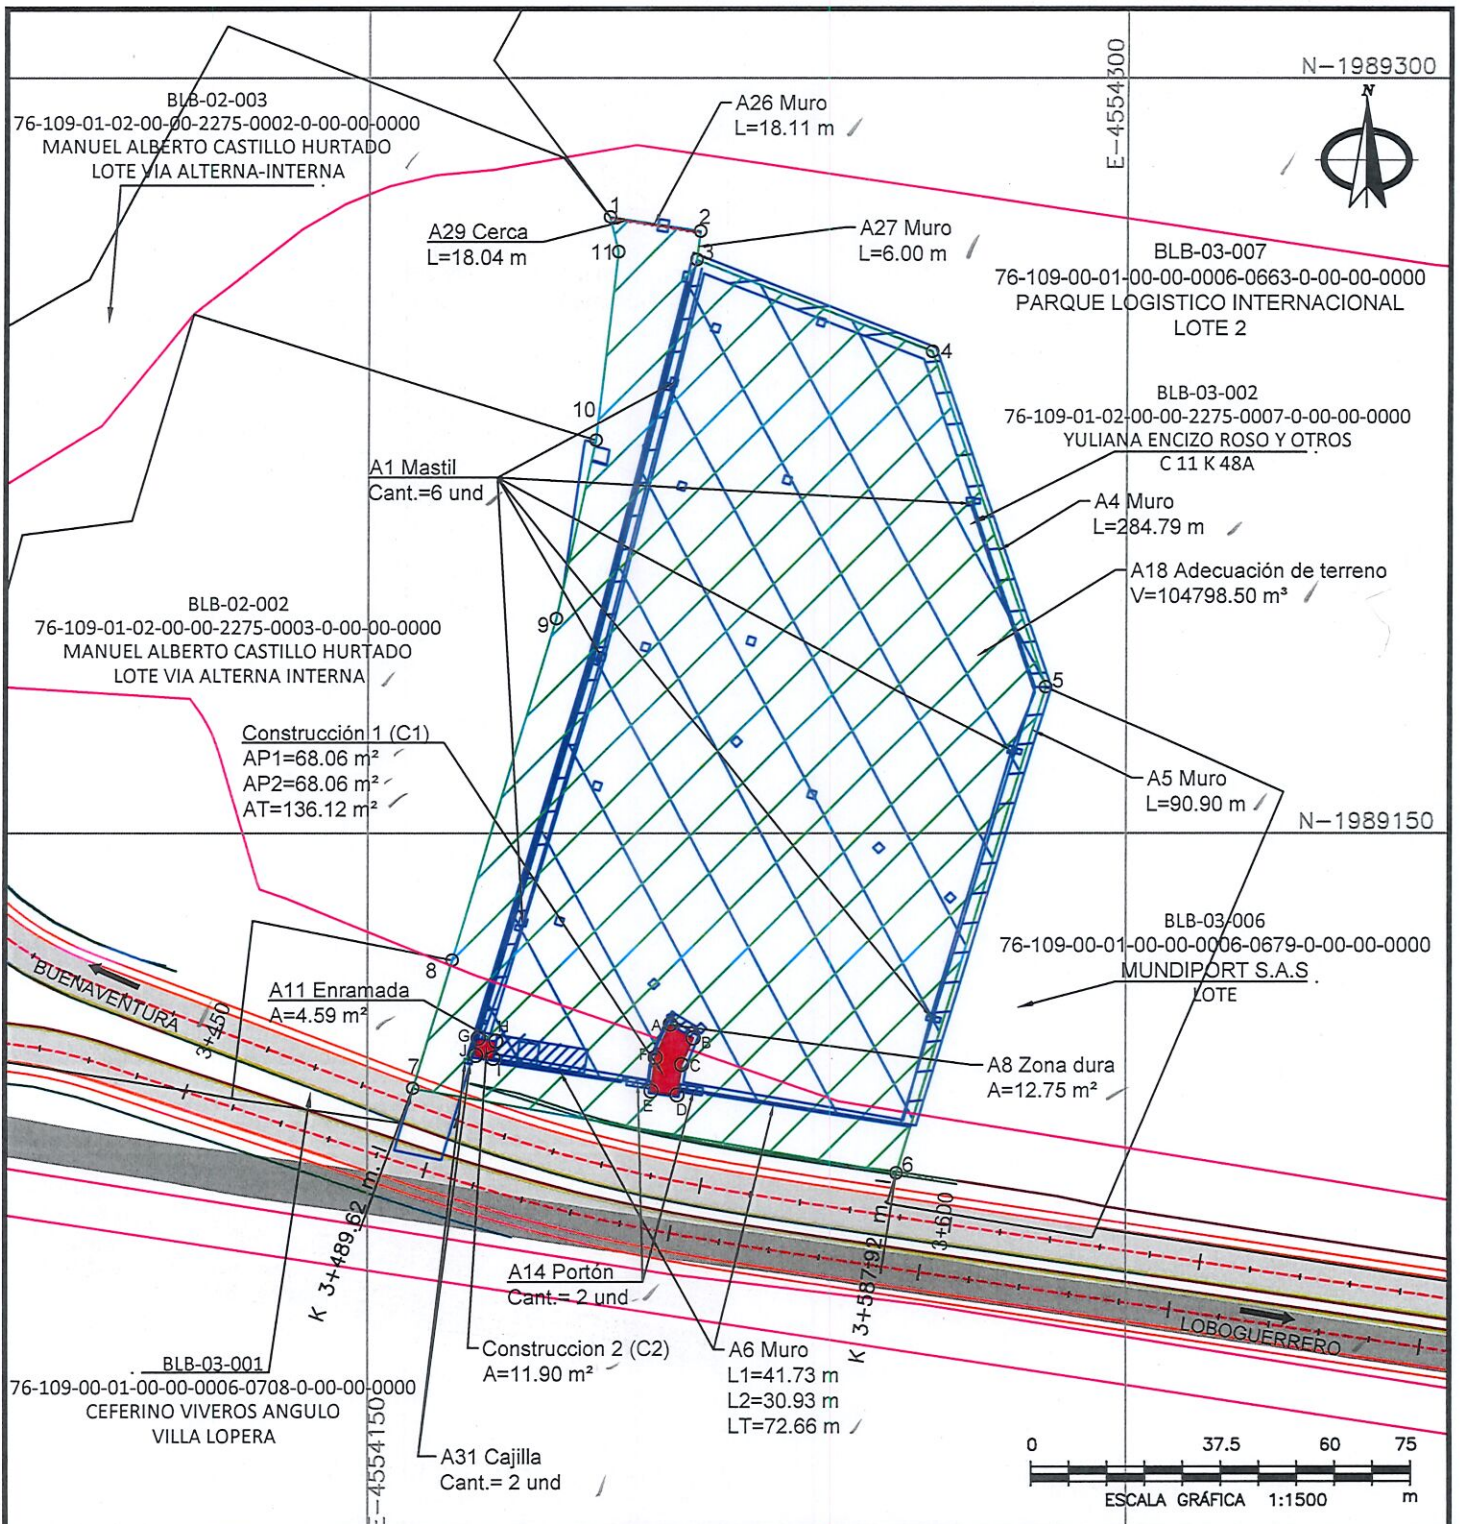 N-1989300
E-4554300
N
BLB-02-003
76-109-01-02-00-00-2275-0002-0-00-00-0000
MANUEL ALBERTO CASTILLO HURTADO
LOTE VIA ALTERNA-INTERNA
A26 Muro
L=18.11 m
1
2
A29 Cerca
L=18.04 m
11
3
A27 Muro
L=6.00 m
BLB-03-007
76-109-00-01-00-00-0006-0663-0-00-00-0000
PARQUE LOGISTICO INTERNACIONAL
LOTE 2
4
BLB-03-002
76-109-01-02-00-00-2275-0007-0-00-00-0000
YULIANA ENCIZO ROSO Y OTROS
C 11 K 48A
10
A1 Mastil
Cant.=6 und
A4 Muro
L=284.79 m
A18 Adecuación de terreno
V=104798.50 m³
BLB-02-002
76-109-01-02-00-00-2275-0003-0-00-00-0000
MANUEL ALBERTO CASTILLO HURTADO
LOTE VIA ALTERNA INTERNA
9
5
Construcción 1 (C1)
AP1=68.06 m²
AP2=68.06 m²
AT=136.12 m²
A5 Muro
L=90.90 m
N-1989150
BLB-03-006
76-109-00-01-00-00-0006-0679-0-00-00-0000
MUNDIPORT S.A.S
LOTE
8
BUENAVENTURA
3+450
A11 Enramada
A=4.59 m²
G
H
J
I
A
B
F
C
E
D
A8 Zona dura
A=12.75 m²
7
6
K 3+489.62 m.
K 3+587.92 m.
3+600
A14 Portón
Cant.= 2 und
LOBOGUERRERO
Construccion 2 (C2)
A=11.90 m²
A6 Muro
L1=41.73 m
L2=30.93 m
LT=72.66 m
BLB-03-001
76-109-00-01-00-00-0006-0708-0-00-00-0000
CEFERINO VIVEROS ANGULO
VILLA LOPERA
E-4554150
A31 Cajilla
Cant.= 2 und
0 37.5 60 75
ESCALA GRÁFICA 1:1500 m